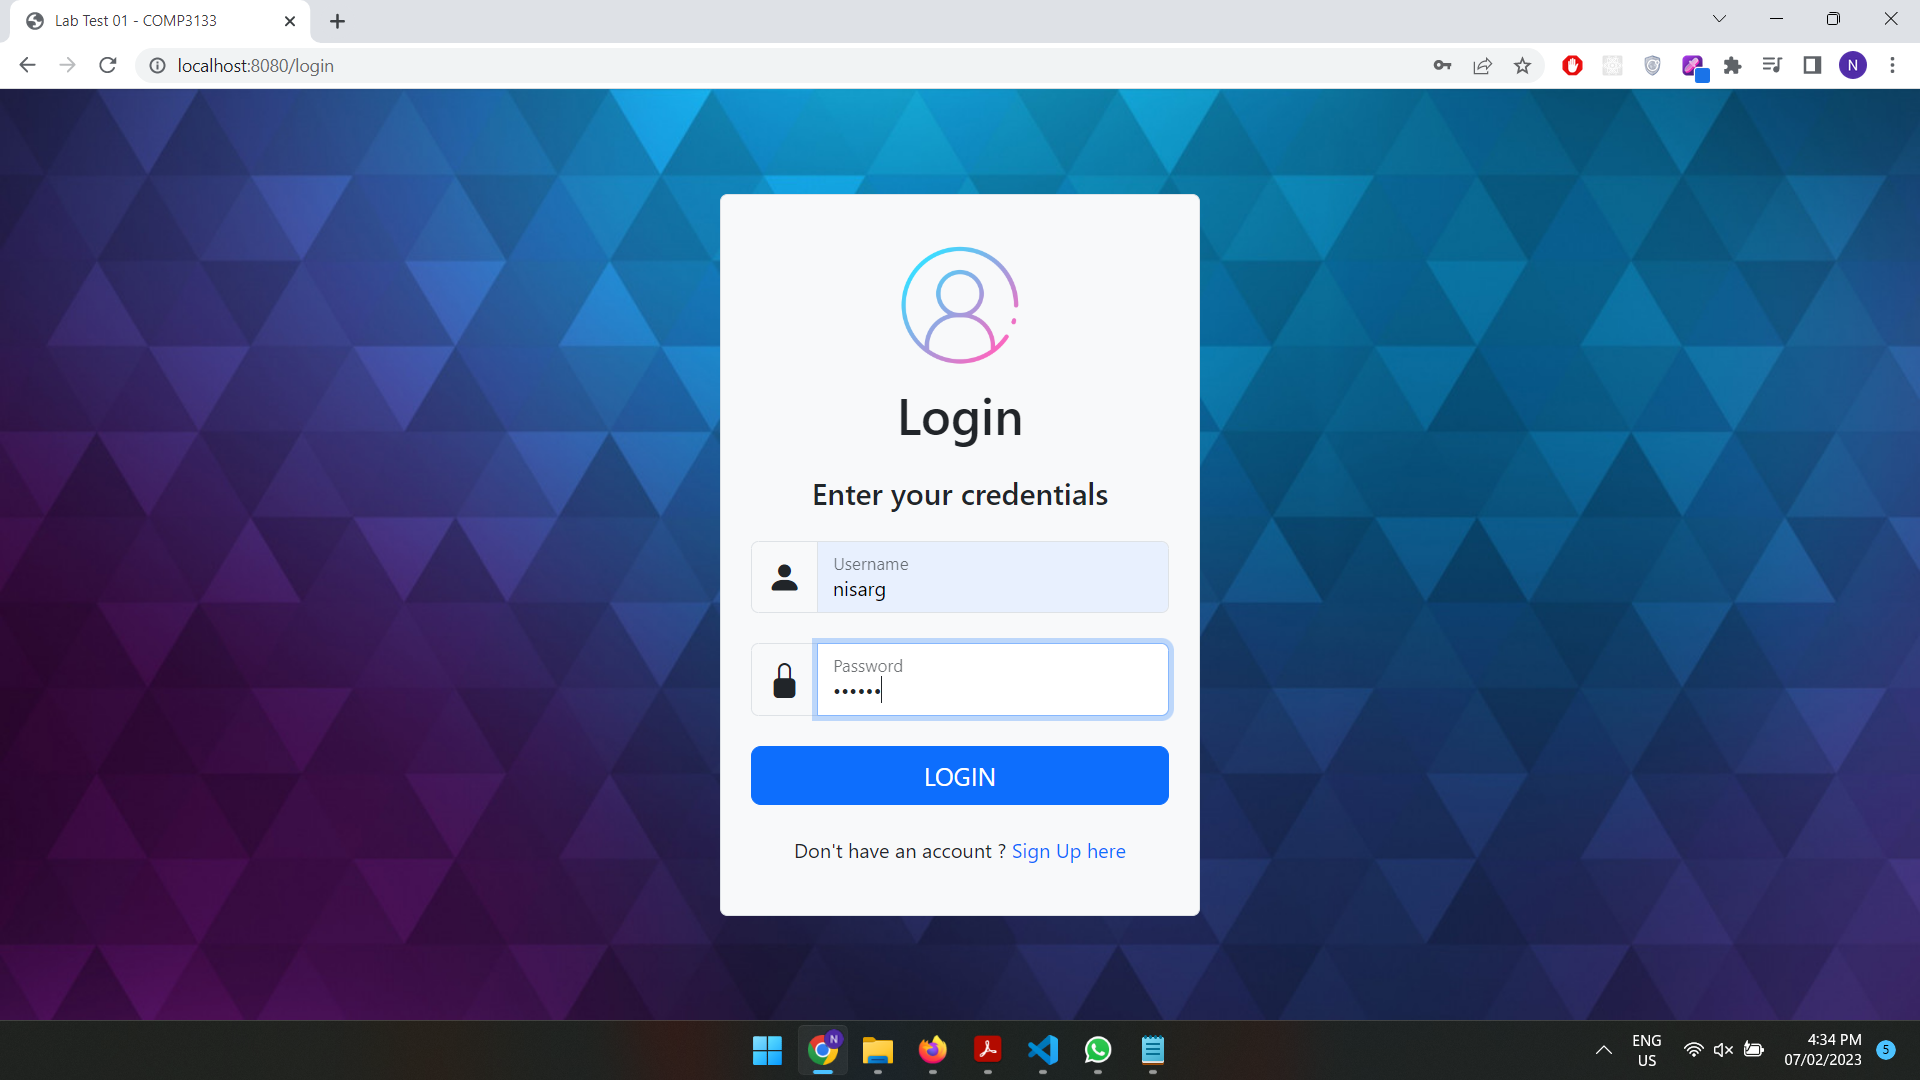 Lab Test 01 - COMP3133
localhost:8080/login
N
Login
Enter your credentials
Username
nisarg
Password
••••••
LOGIN
Don't have an account ? Sign Up here
N
ENG
US
4:34 PM
07/02/2023
5